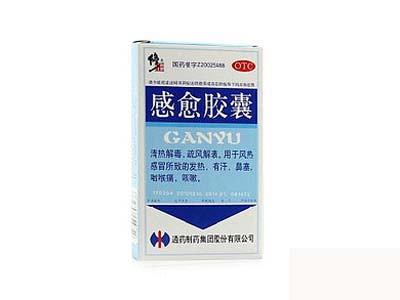 修正
国药准字Z20025488
OTC
感愈胶囊
GANYU
清热解毒，疏风解表。用于风热
感冒所致的发热，有汗，鼻塞，
咽喉痛，咳嗽。
通药制药集团股份有限公司